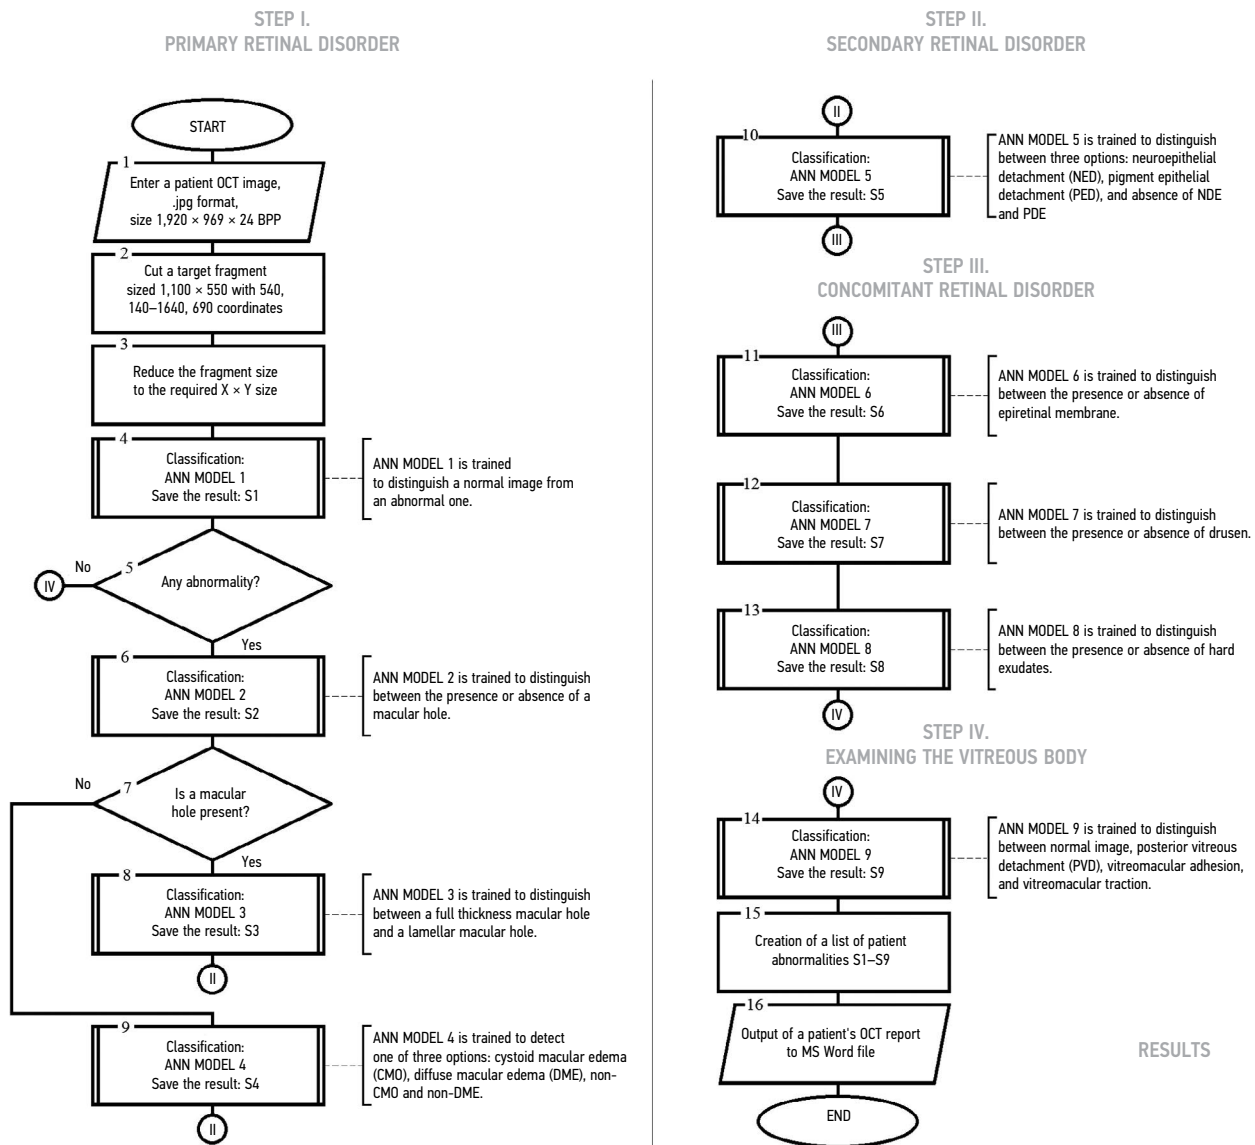 STEP I.
PRIMARY RETINAL DISORDER
START
1
Enter a patient OCT image,
.jpg format,
size 1,920 × 969 × 24 BPP
2
Cut a target fragment
sized 1,100 × 550 with 540,
140–1640, 690 coordinates
3
Reduce the fragment size
to the required X × Y size
4
Classification:
ANN MODEL 1
Save the result: S1
ANN MODEL 1 is trained
to distinguish a normal image from
an abnormal one.
5
Any abnormality?
No
IV
Yes
6
Classification:
ANN MODEL 2
Save the result: S2
ANN MODEL 2 is trained to distinguish
between the presence or absence of a
macular hole.
7
Is a macular
hole present?
No
Yes
8
Classification:
ANN MODEL 3
Save the result: S3
ANN MODEL 3 is trained to distinguish
between a full thickness macular hole
and a lamellar macular hole.
II
9
Classification:
ANN MODEL 4
Save the result: S4
ANN MODEL 4 is trained to detect
one of three options: cystoid macular edema
(CMO), diffuse macular edema (DME), non-
CMO and non-DME.
II
STEP II.
SECONDARY RETINAL DISORDER
II
10
Classification:
ANN MODEL 5
Save the result: S5
ANN MODEL 5 is trained to distinguish
between three options: neuroepithelial
detachment (NED), pigment epithelial
detachment (PED), and absence of NDE
and PDE
III
STEP III.
CONCOMITANT RETINAL DISORDER
III
11
Classification:
ANN MODEL 6
Save the result: S6
ANN MODEL 6 is trained to distinguish
between the presence or absence of
epiretinal membrane.
12
Classification:
ANN MODEL 7
Save the result: S7
ANN MODEL 7 is trained to distinguish
between the presence or absence of drusen.
13
Classification:
ANN MODEL 8
Save the result: S8
ANN MODEL 8 is trained to distinguish
between the presence or absence of hard
exudates.
IV
STEP IV.
EXAMINING THE VITREOUS BODY
IV
14
Classification:
ANN MODEL 9
Save the result: S9
ANN MODEL 9 is trained to distinguish
between normal image, posterior vitreous
detachment (PVD), vitreomacular adhesion,
and vitreomacular traction.
15
Creation of a list of patient
abnormalities S1–S9
16
Output of a patient's OCT report
to MS Word file
RESULTS
END